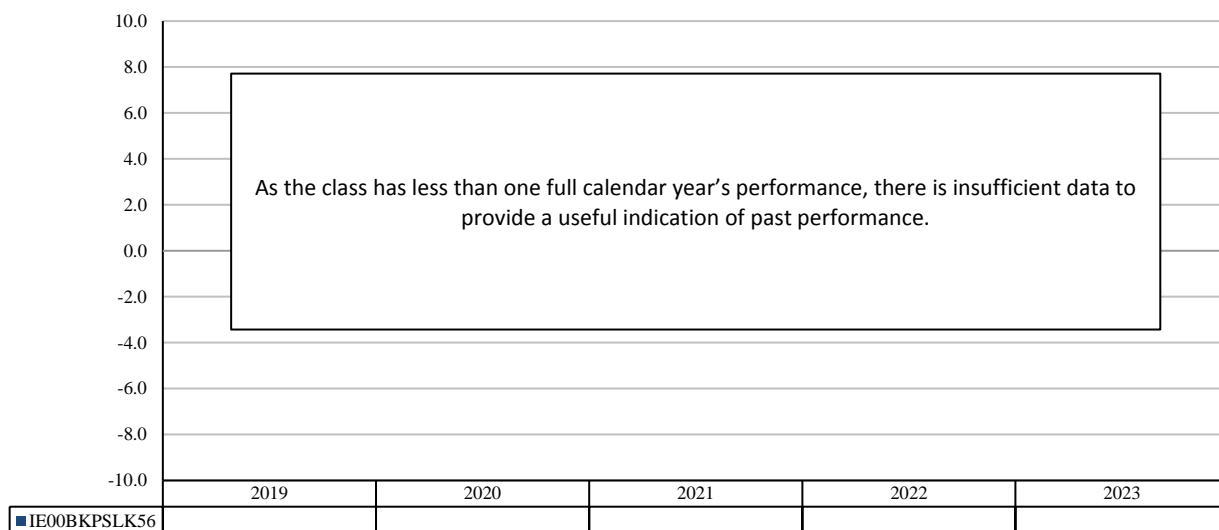 10.0
8.0
6.0
4.0
2.0
0.0
-2.0
-4.0
-6.0
-8.0
-10.0
As the class has less than one full calendar year’s performance, there is insufficient data to
provide a useful indication of past performance.
2019 2020 2021 2022 2023
IE00BKPSLK56